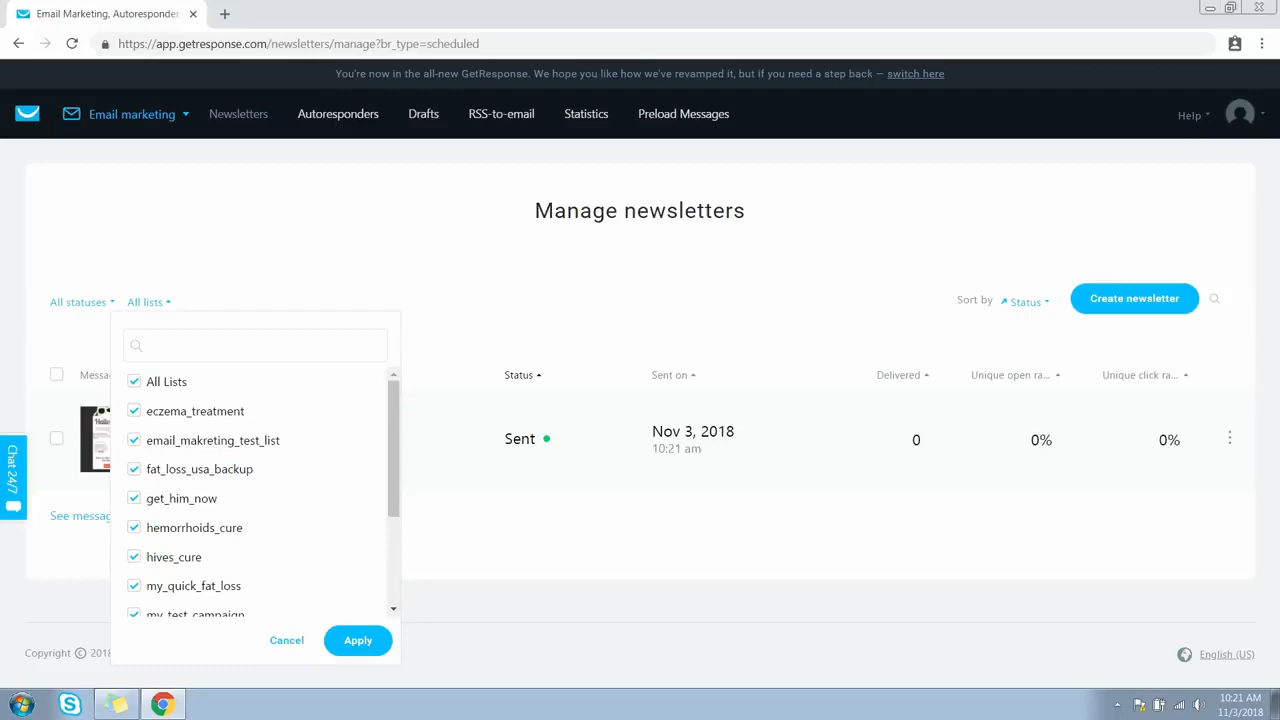 Email Marketing, Autoresponder
https://app.getresponse.com/newsletters/manage?br_type=scheduled
You're now in the all-new GetResponse. We hope you like how we've revamped it, but if you need a step back — switch here
Email marketing Newsletters Autoresponders Drafts RSS-to-email Statistics Preload Messages Help
Manage newsletters
All statuses All lists Sort by Status Create newsletter
Status Sent on Delivered Unique open ra... Unique click ra...
All Lists
eczema_treatment
email_makreting_test_list
fat_loss_usa_backup
get_him_now
hemorrhoids_cure
hives_cure
my_quick_fat_loss
my_test_campaign
Cancel Apply
Sent Nov 3, 2018 0 0% 0%
10:21 am
See messag
Chat 24/7
Copyright © 2018 English (US)
10:21 AM
11/3/2018